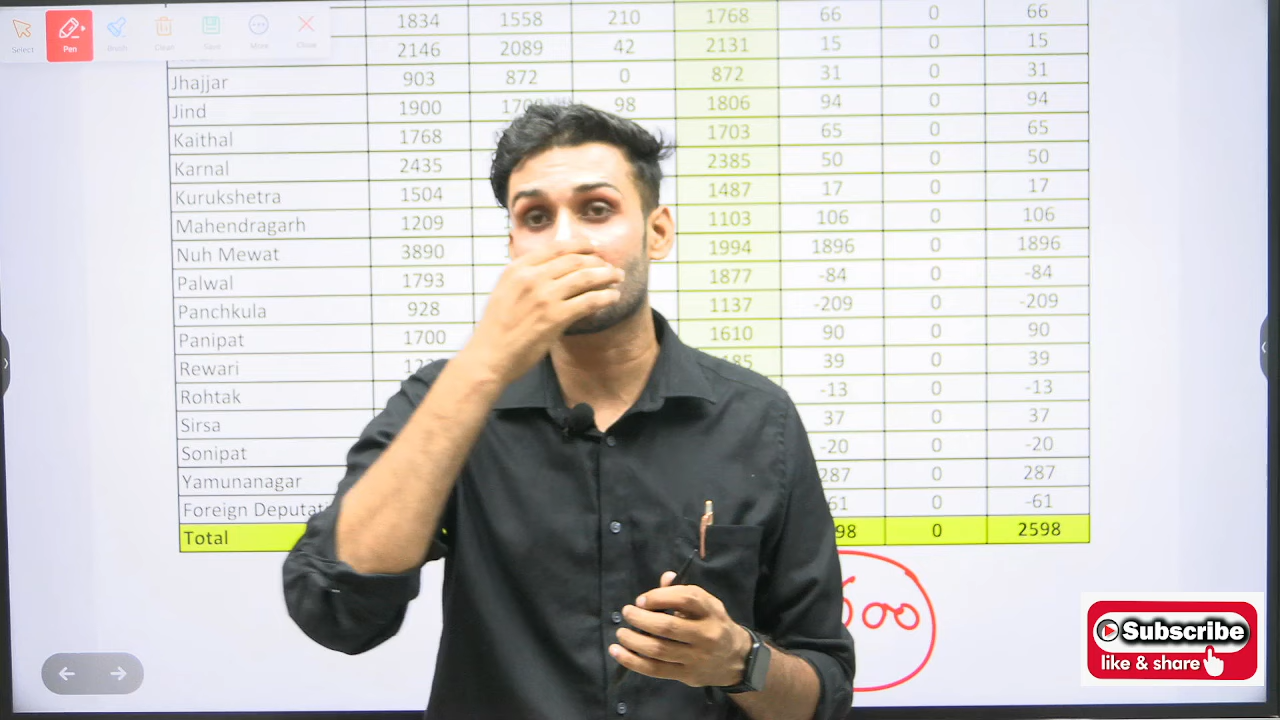 1834 1558 210 1768 66 0 66
2146 2089 42 2131 15 0 15
Jhajjar 903 872 0 872 31 0 31
Jind 1900 98 1806 94 0 94
Kaithal 1768 1703 65 0 65
Karnal 2435 2385 50 0 50
Kurukshetra 1504 1487 17 0 17
Mahendragarh 1209 1103 106 0 106
Nuh Mewat 3890 1994 1896 0 1896
Palwal 1793 1877 -84 0 -84
Panchkula 928 1137 -209 0 -209
Panipat 1700 1610 90 0 90
Rewari 39 0 39
Rohtak -13 0 -13
Sirsa 37 0 37
Sonipat -20 0 -20
Yamunanagar 287 0 287
Foreign 0 -61
Total 0 2598
Select Pen Brush Clean Save More Close
Subscribe
like & share